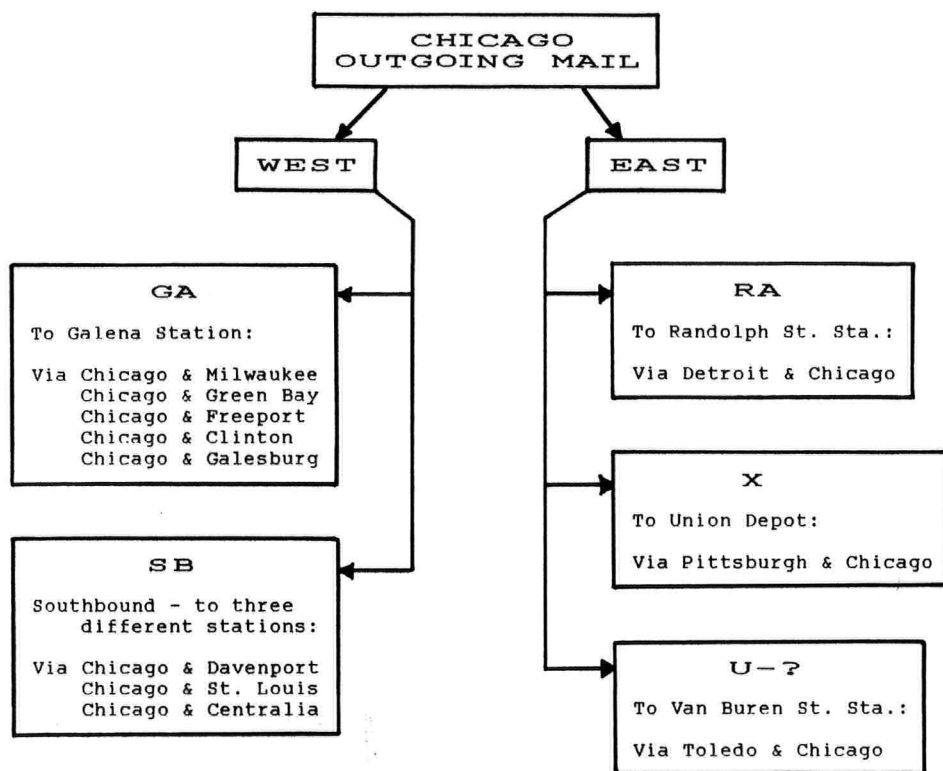 CHICAGO
OUTGOING MAIL
WEST
EAST
GA
To Galena Station:
Via Chicago & Milwaukee
Chicago & Green Bay
Chicago & Freeport
Chicago & Clinton
Chicago & Galesburg
SB
Southbound - to three
different stations:
Via Chicago & Davenport
Chicago & St. Louis
Chicago & Centralia
RA
To Randolph St. Sta.:
Via Detroit & Chicago
X
To Union Depot:
Via Pittsburgh & Chicago
U-?
To Van Buren St. Sta.:
Via Toledo & Chicago